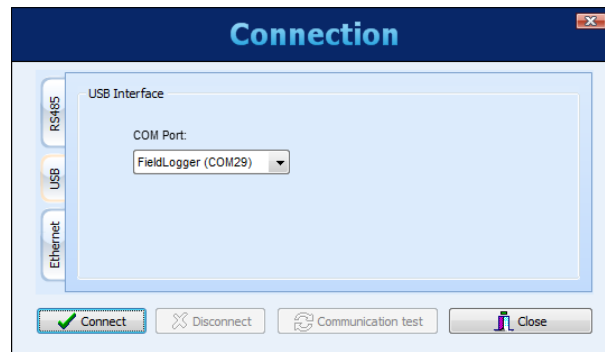 Connection
RS485
USB
Ethernet
USB Interface
COM Port:
FieldLogger (COM29)
Connect
Disconnect
Communication test
Close